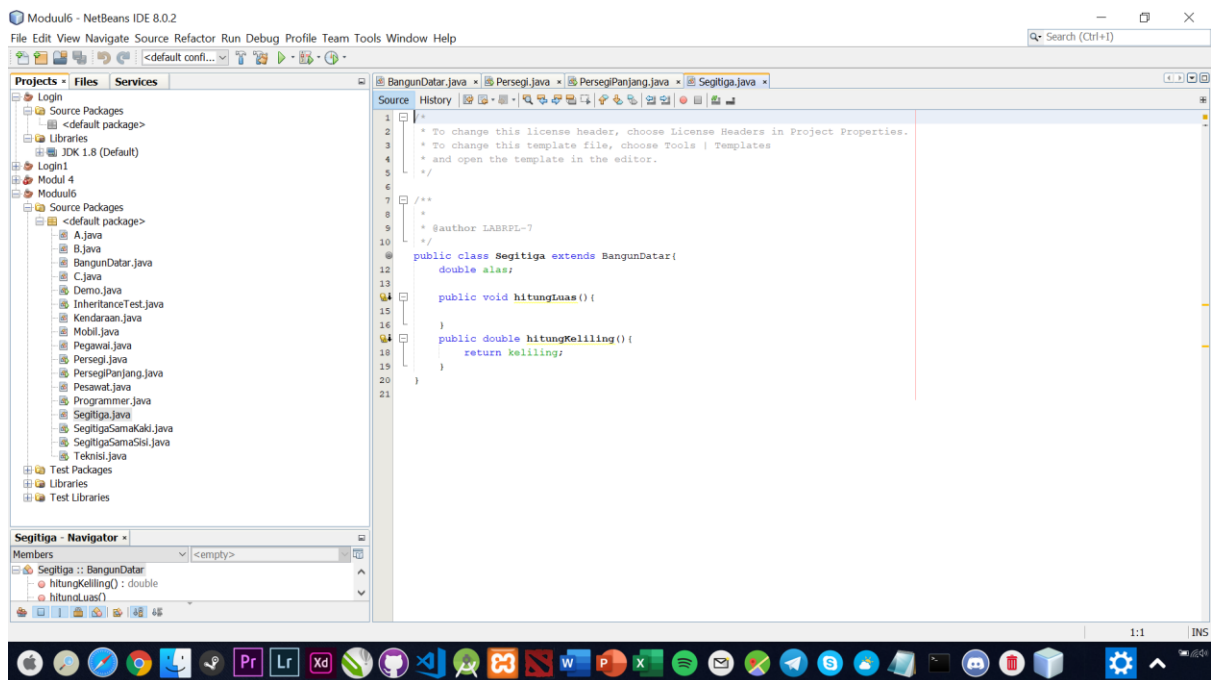 Moduul6 - NetBeans IDE 8.0.2
File Edit View Navigate Source Refactor Run Debug Profile Team Tools Window Help
Search (Ctrl+I)
<default confi...
Projects Files Services
Login
Source Packages
<default package>
Libraries
JDK 1.8 (Default)
Login1
Modul 4
Moduul6
Source Packages
<default package>
A.java
B.java
BangunDatar.java
C.java
Demo.java
InheritanceTest.java
Kendaraan.java
Mobil.java
Pegawai.java
Persegi.java
PersegiPanjang.java
Pesawat.java
Programmer.java
Segitiga.java
SegitigaSamaKaki.java
SegitigaSamaSisi.java
Teknisi.java
Test Packages
Libraries
Test Libraries
Segitiga - Navigator
Members <empty>
Segitiga :: BangunDatar
hitungKeliling() : double
hitungLuas()
BangunDatar.java Persegi.java PersegiPanjang.java Segitiga.java
Source History
1 /*
2 * To change this license header, choose License Headers in Project Properties.
3 * To change this template file, choose Tools | Templates
4 * and open the template in the editor.
5 */
6
7 /**
8 *
9 * @author LABRPL-7
10 */
public class Segitiga extends BangunDatar{
12 double alas;
13
public void hitungLuas(){
15
16 }
public double hitungKeliling(){
18 return keliling;
19 }
20 }
21
1:1 INS
Pr Lr Xd W P X S